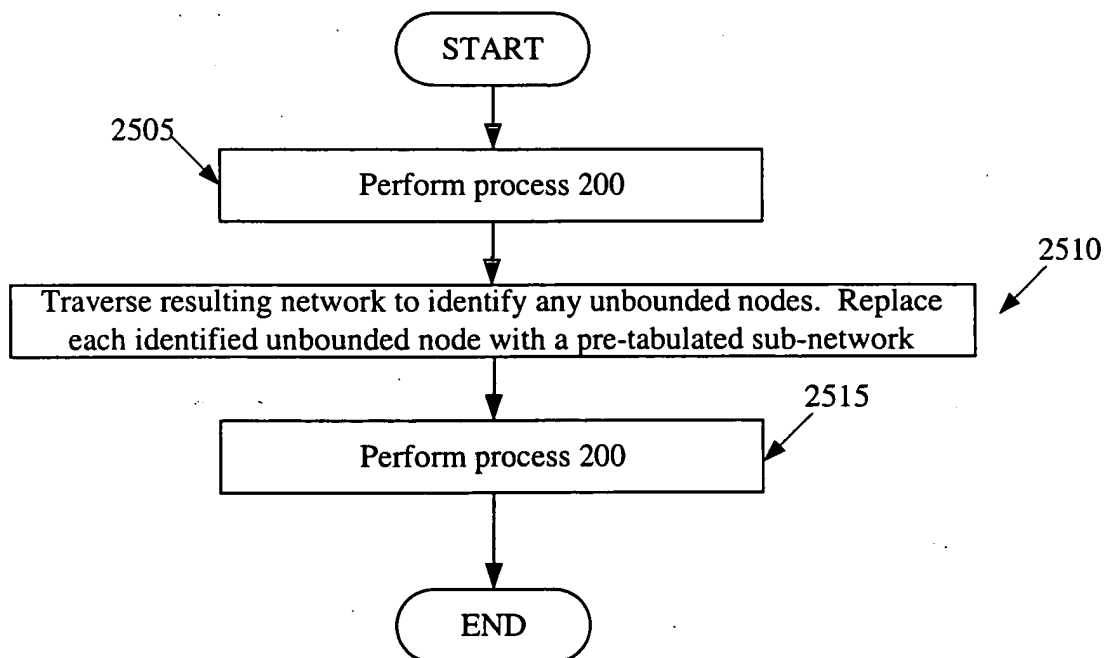 START
2505
Perform process 200
2510
Traverse resulting network to identify any unbounded nodes. Replace
each identified unbounded node with a pre-tabulated sub-network
2515
Perform process 200
END